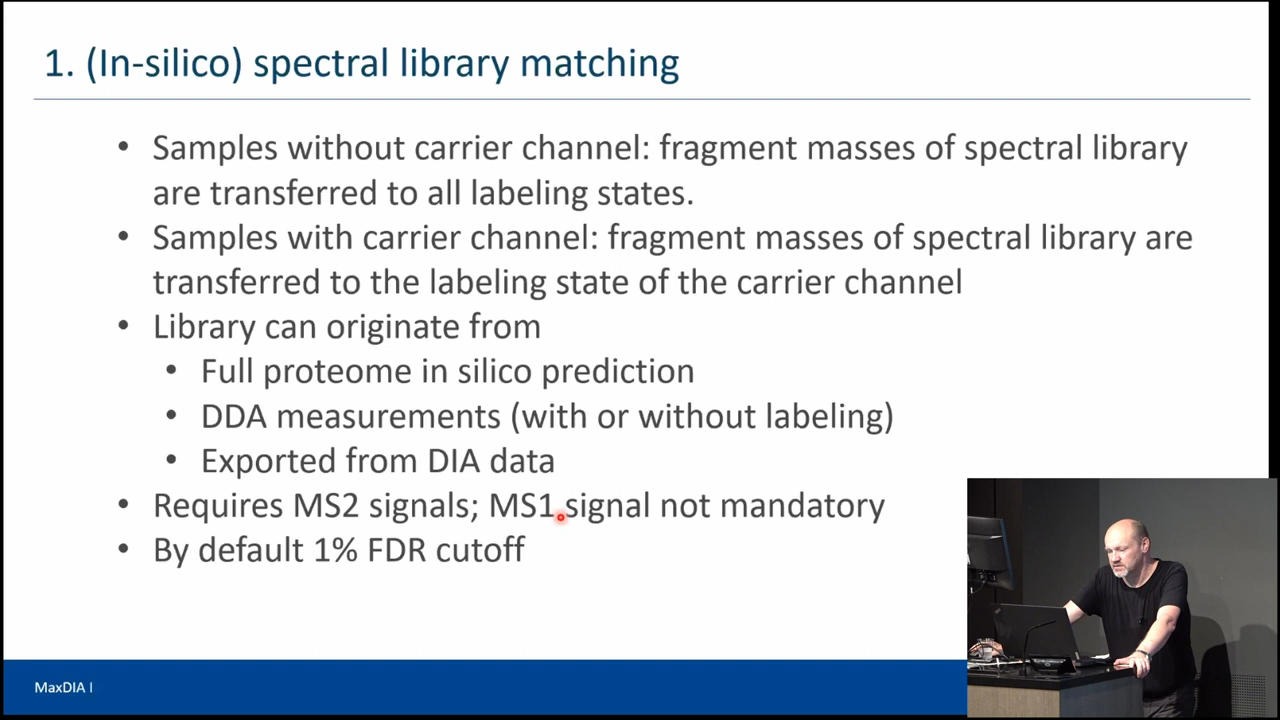 1. (In-silico) spectral library matching
• Samples without carrier channel: fragment masses of spectral library
are transferred to all labeling states.
• Samples with carrier channel: fragment masses of spectral library are
transferred to the labeling state of the carrier channel
• Library can originate from
• Full proteome in silico prediction
• DDA measurements (with or without labeling)
• Exported from DIA data
• Requires MS2 signals; MS1 signal not mandatory
• By default 1% FDR cutoff
MaxDIA |